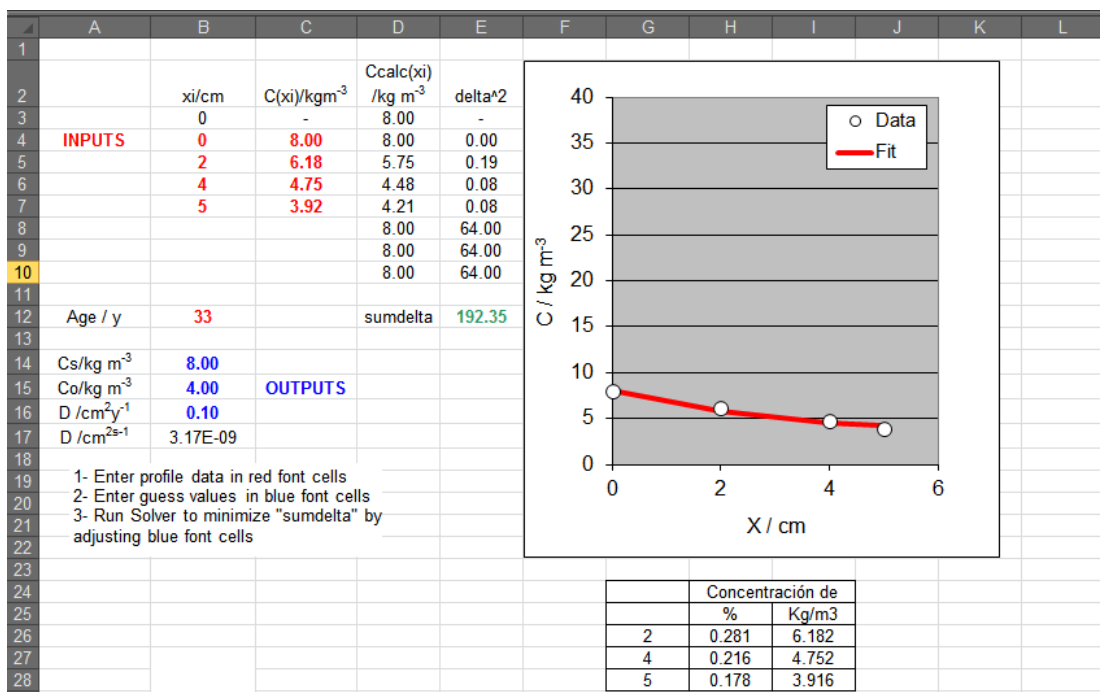 A B C D E F G H I J K L
1
Ccalc(xi)
2 xi/cm C(xi)/kgm-3 /kg m-3 delta^2
3 0 - 8.00 -
4 INPUTS 0 8.00 8.00 0.00
5 2 6.18 5.75 0.19
6 4 4.75 4.48 0.08
7 5 3.92 4.21 0.08
8 8.00 64.00
9 8.00 64.00
10 8.00 64.00
11
12 Age / y 33 sumdelta 192.35
13
14 Cs/kg m-3 8.00
15 Co/kg m-3 4.00 OUTPUTS
16 D /cm2y-1 0.10
17 D /cm2s-1 3.17E-09
18
19
20
21
22
1- Enter profile data in red font cells
2- Enter guess values in blue font cells
3- Run Solver to minimize "sumdelta" by
adjusting blue font cells
40
35
30
25
20
15
10
5
0
C / kg m-3
0 2 4 6
X / cm
Data
Fit
23
24 Concentración de
25 % Kg/m3
26 2 0.281 6.182
27 4 0.216 4.752
28 5 0.178 3.916